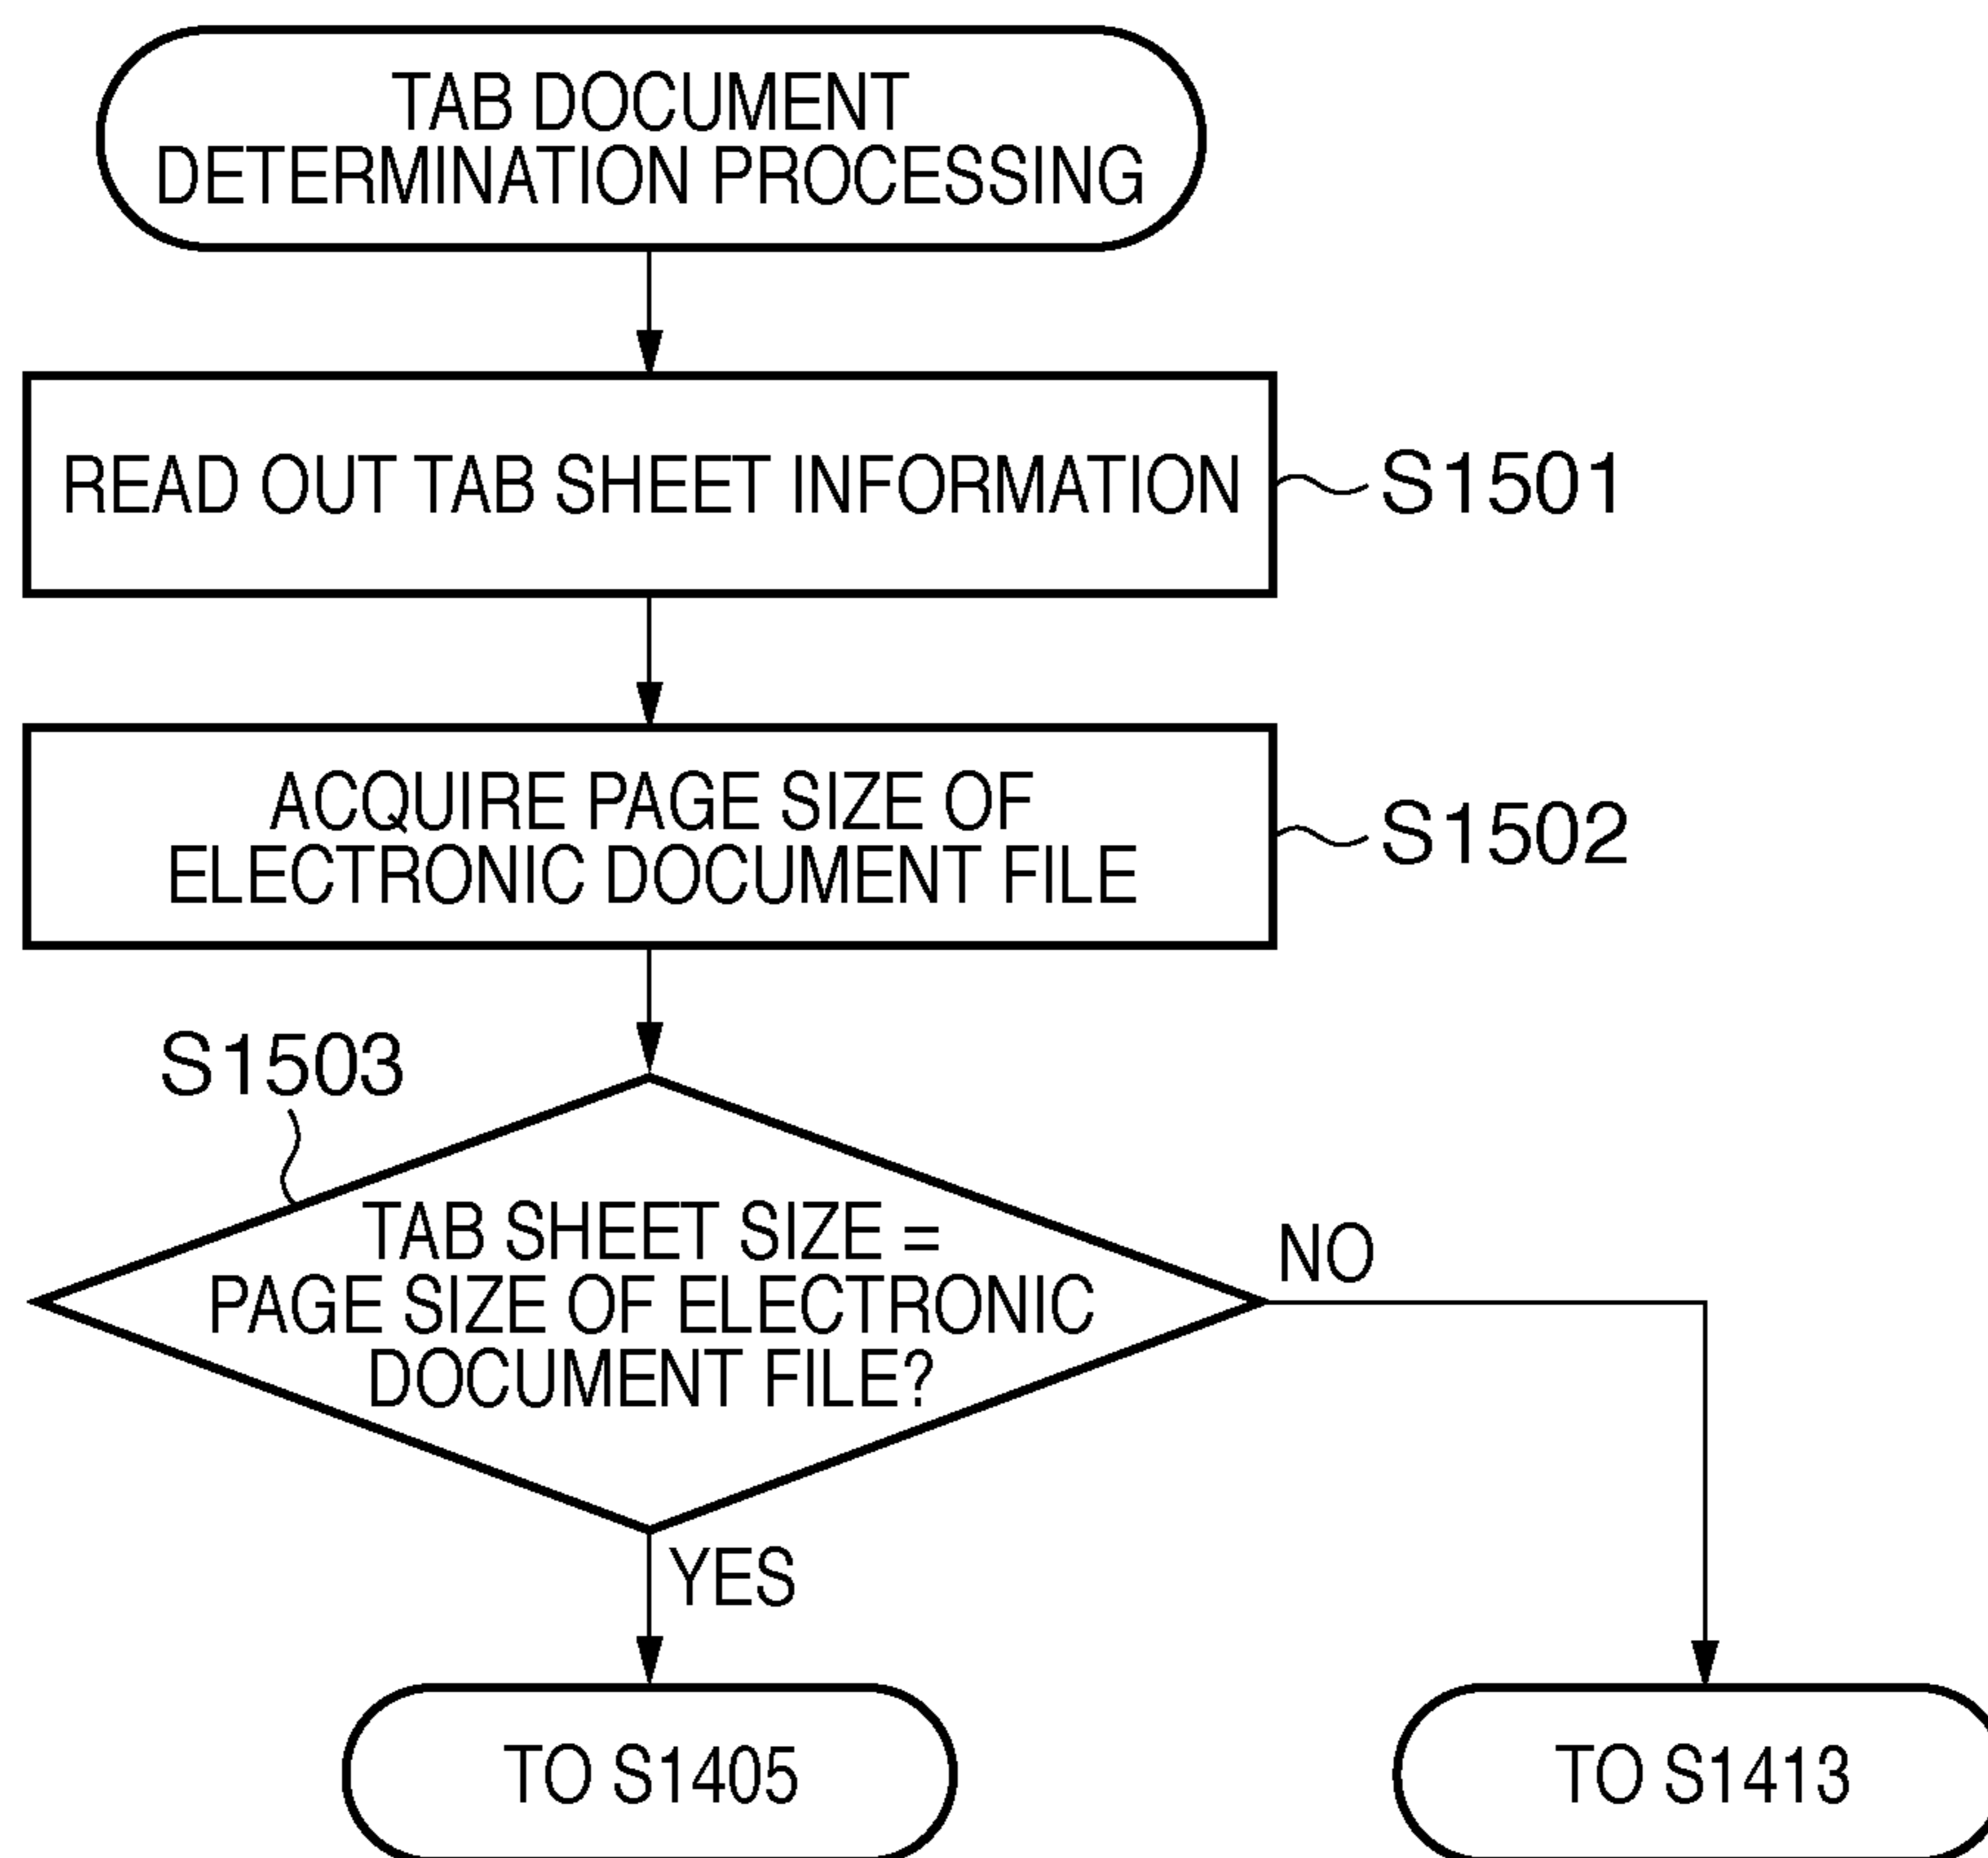 TAB DOCUMENT
DETERMINATION PROCESSING
READ OUT TAB SHEET INFORMATION
S1501
ACQUIRE PAGE SIZE OF
ELECTRONIC DOCUMENT FILE
S1502
S1503
TAB SHEET SIZE =
PAGE SIZE OF ELECTRONIC
DOCUMENT FILE?
NO
YES
TO S1405
TO S1413